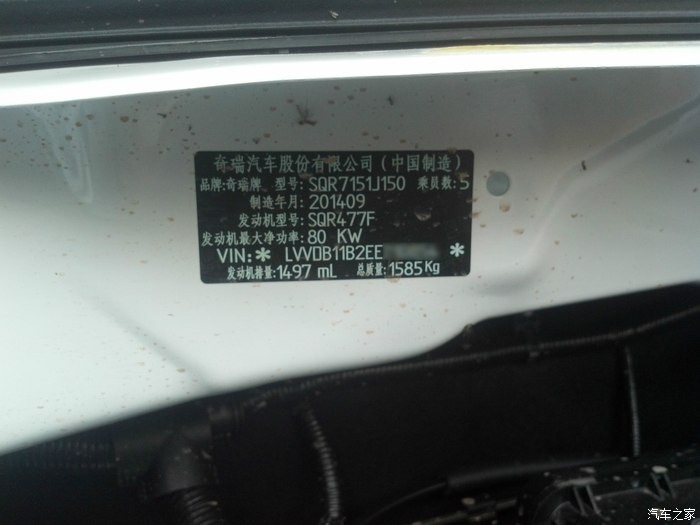 奇瑞汽车股份有限公司(中国制造)
品牌:奇瑞牌 型号:SQR7151J150 乘员数:5
制造年月:201409
发动机型号:SQR477F
发动机最大净功率:80 KW
VIN:* LVVDB11B2EE *
发动机排量:1497 mL 总质量:1585Kg
汽车之家